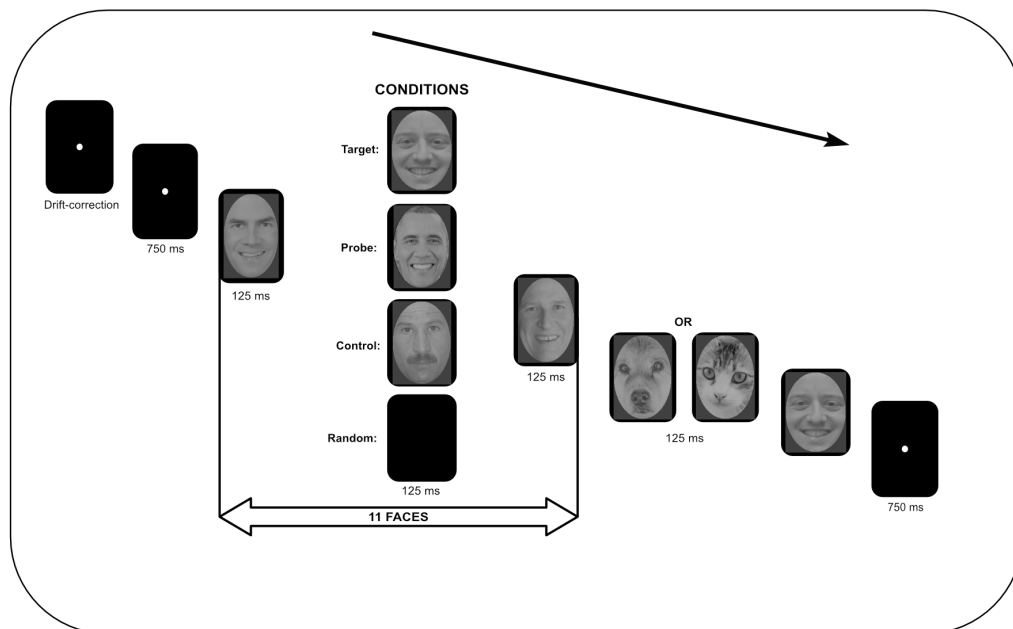 CONDITIONS
Target:
Drift-correction
750 ms
Probe:
125 ms
Control:
125 ms
OR
125 ms
Random:
125 ms
750 ms
11 FACES